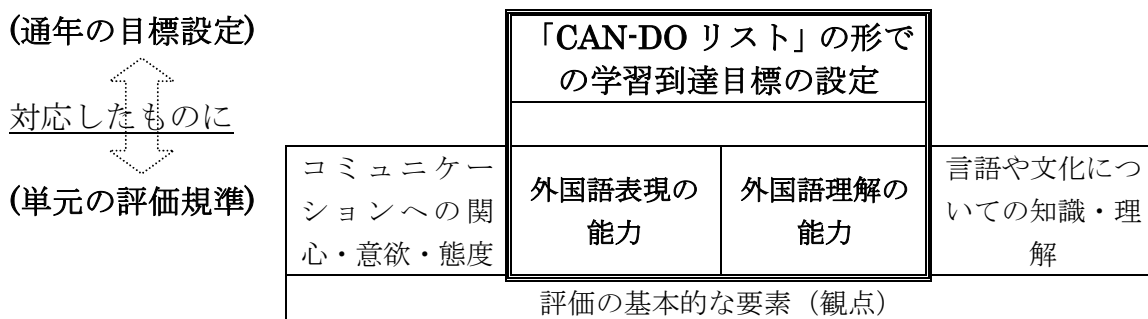 (通年の目標設定)
対応したものに
(単元の評価規準)
「CAN-DO リスト」の形で
の学習到達目標の設定
コミュニケー
ションへの関
心・意欲・態度
外国語表現の
能力
外国語理解の
能力
言語や文化につ
いての知識・理
解
評価の基本的な要素（観点）